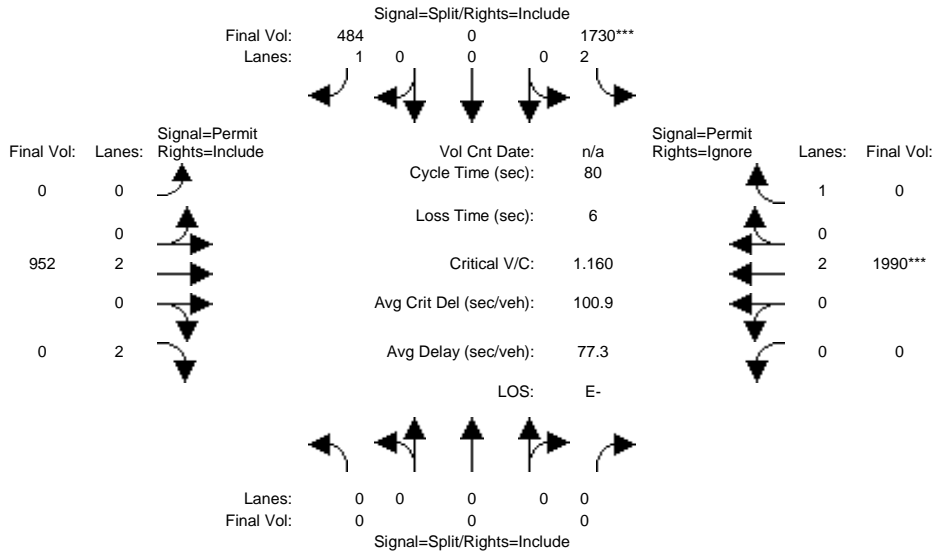 Signal=Split/Rights=Include
Final Vol: 484 0 1730***
Lanes: 1 0 0 0 2
Signal=Permit Signal=Permit
Final Vol: Lanes: Rights=Include Vol Cnt Date: n/a Rights=Ignore Lanes: Final Vol:
Cycle Time (sec): 80
0 0 1 0
Loss Time (sec): 6
0 0
952 2 Critical V/C: 1.160 2 1990***
0 Avg Crit Del (sec/veh): 100.9 0
0 2 Avg Delay (sec/veh): 77.3 0 0
LOS: E-
Lanes: 0 0 0 0 0
Final Vol: 0 0 0
Signal=Split/Rights=Include